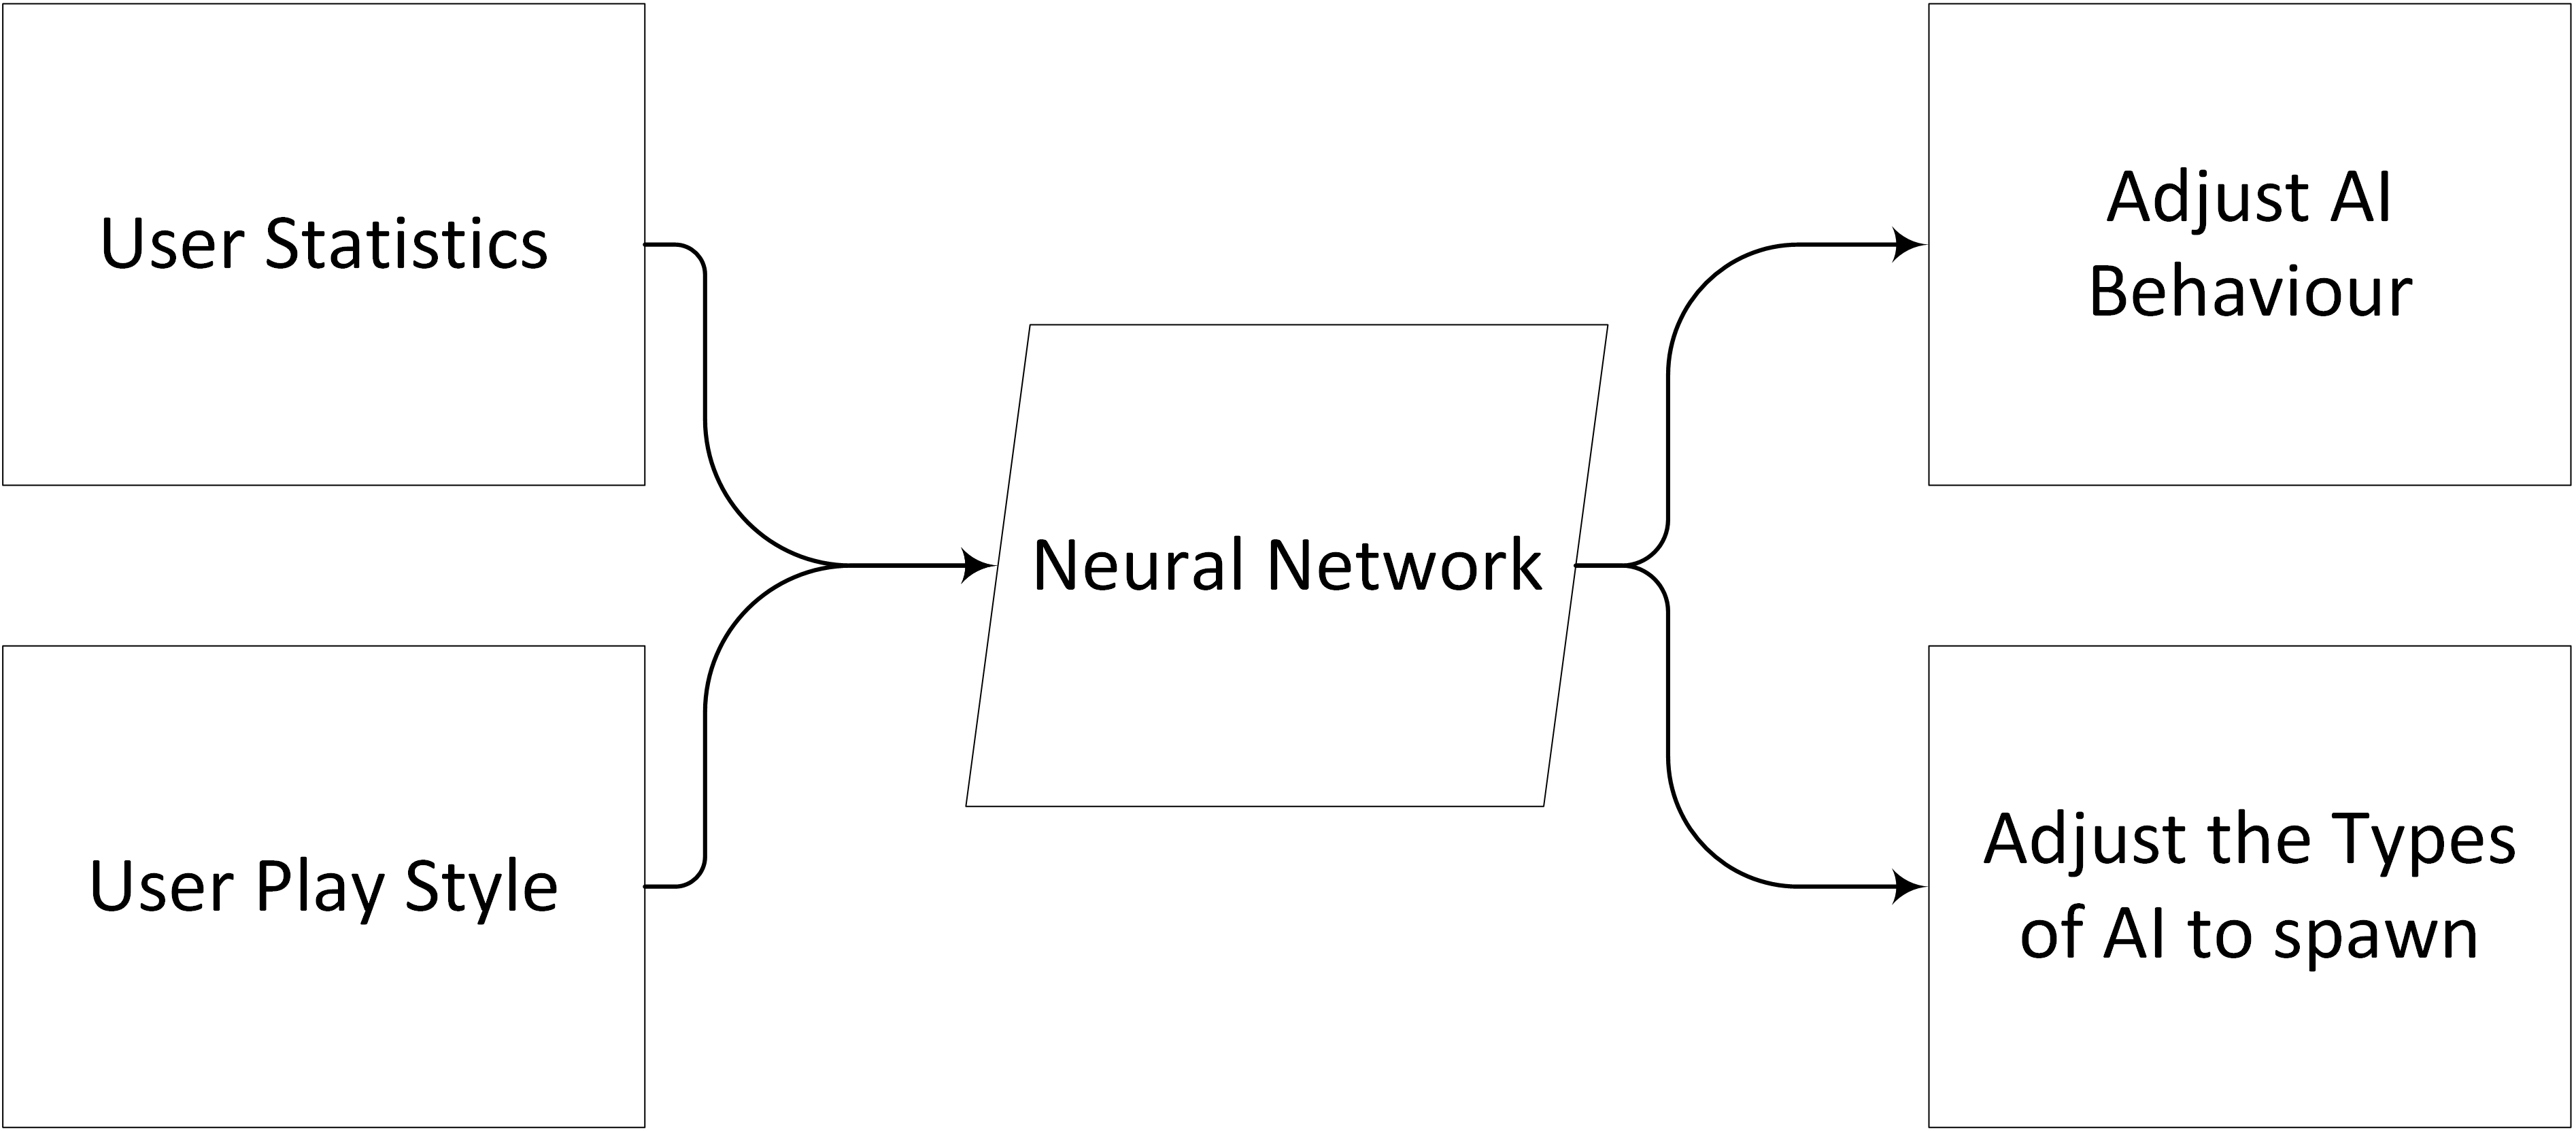 User Statistics
User Play Style
Neural Network
Adjust AI
Behaviour
Adjust the Types
of AI to spawn